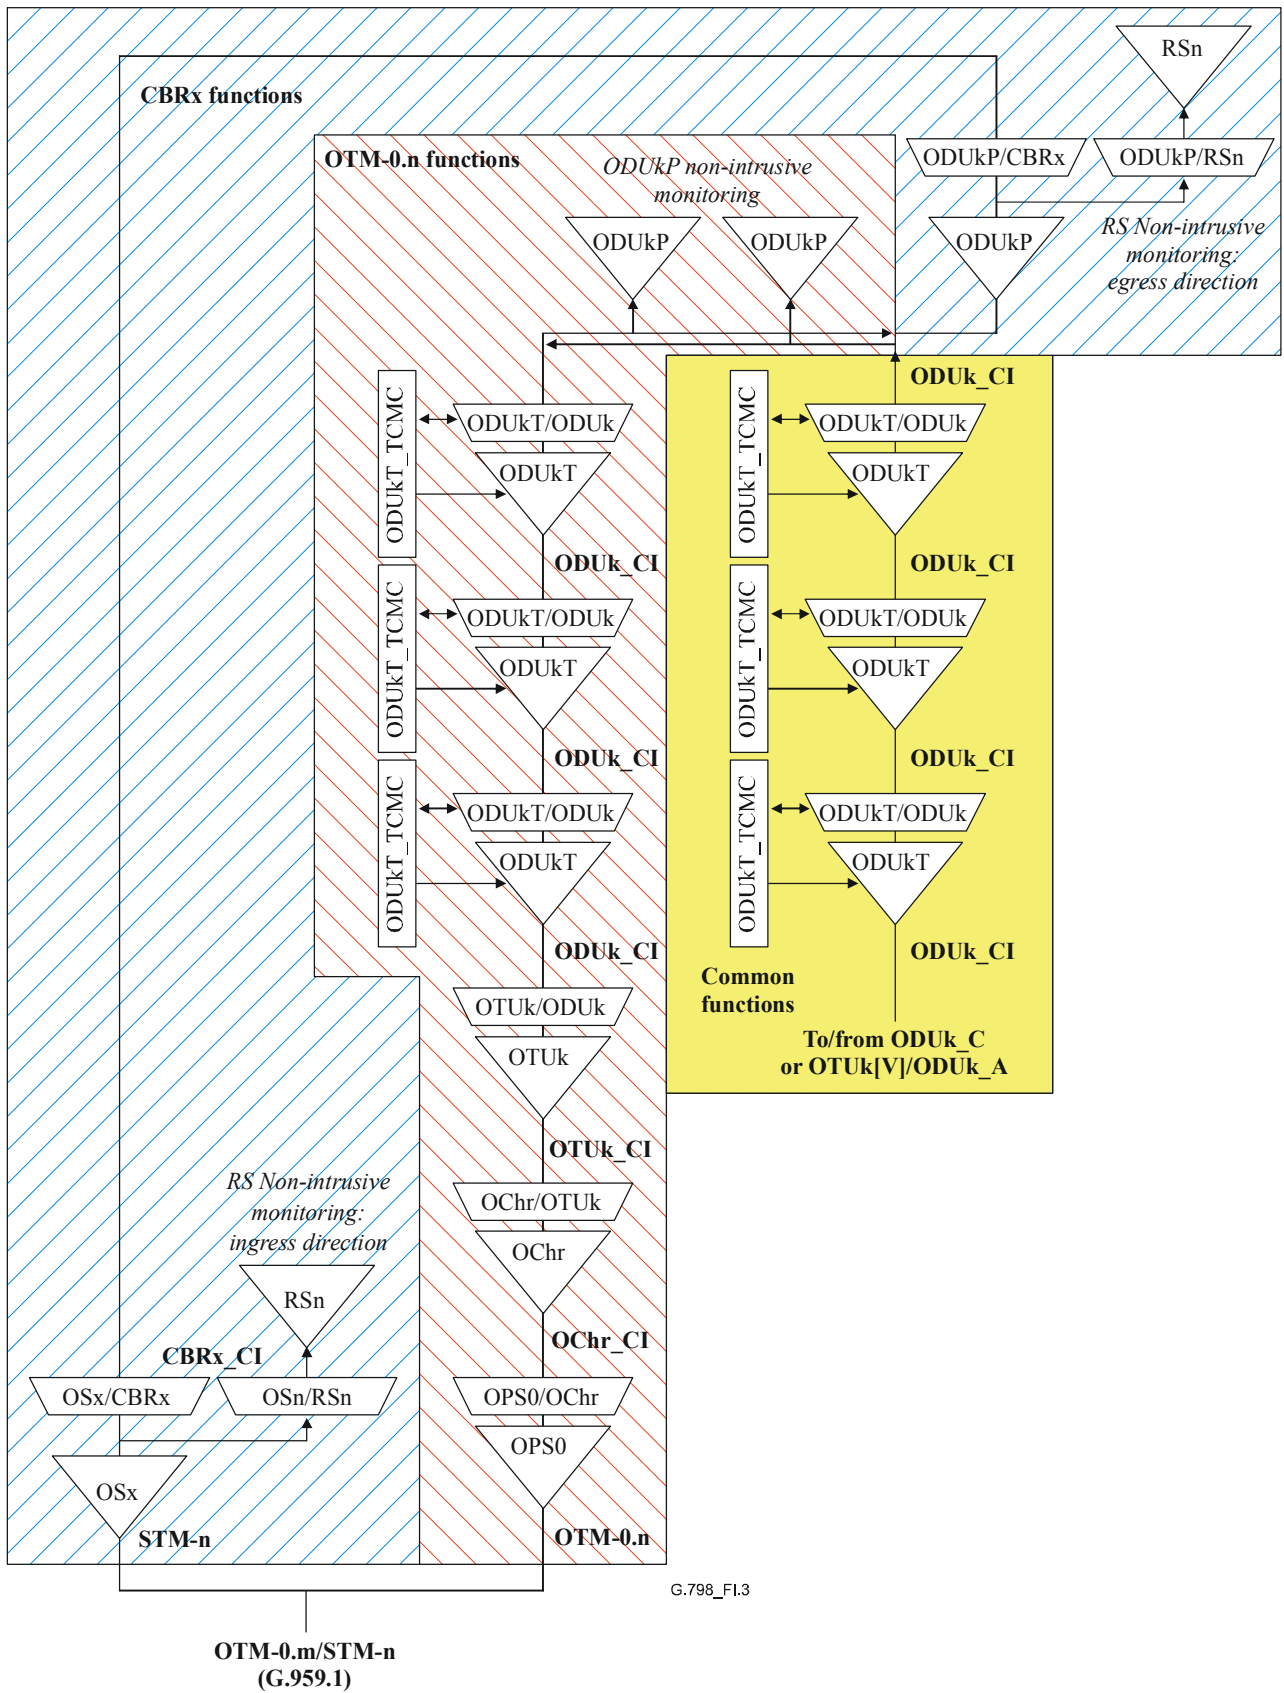 RSn
CBRx functions
ODUkP/CBRx
ODUkP/RSn
OTM-0.n functions
ODUkP non-intrusive
monitoring
RS Non-intrusive
monitoring:
egress direction
ODUkP
ODUkP
ODUkP
ODUk_CI
ODUkT_TCMC
ODUkT/ODUk
ODUkT
ODUkT_TCMC
ODUkT/ODUk
ODUkT
ODUk_CI
ODUk_CI
ODUkT_TCMC
ODUkT/ODUk
ODUkT
ODUkT_TCMC
ODUkT/ODUk
ODUkT
ODUk_CI
ODUk_CI
ODUkT_TCMC
ODUkT/ODUk
ODUkT
ODUkT_TCMC
ODUkT/ODUk
ODUkT
ODUk_CI
ODUk_CI
Common
functions
OTUk/ODUk
OTUk
To/from ODUk_C
or OTUk[V]/ODUk_A
OTUk_CI
RS Non-intrusive
monitoring:
ingress direction
OChr/OTUk
OChr
RSn
OChr_CI
CBRx_CI
OSx/CBRx
OSn/RSn
OPS0/OChr
OPS0
OSx
STM-n
OTM-0.n
G.798_FI.3
OTM-0.m/STM-n
(G.959.1)